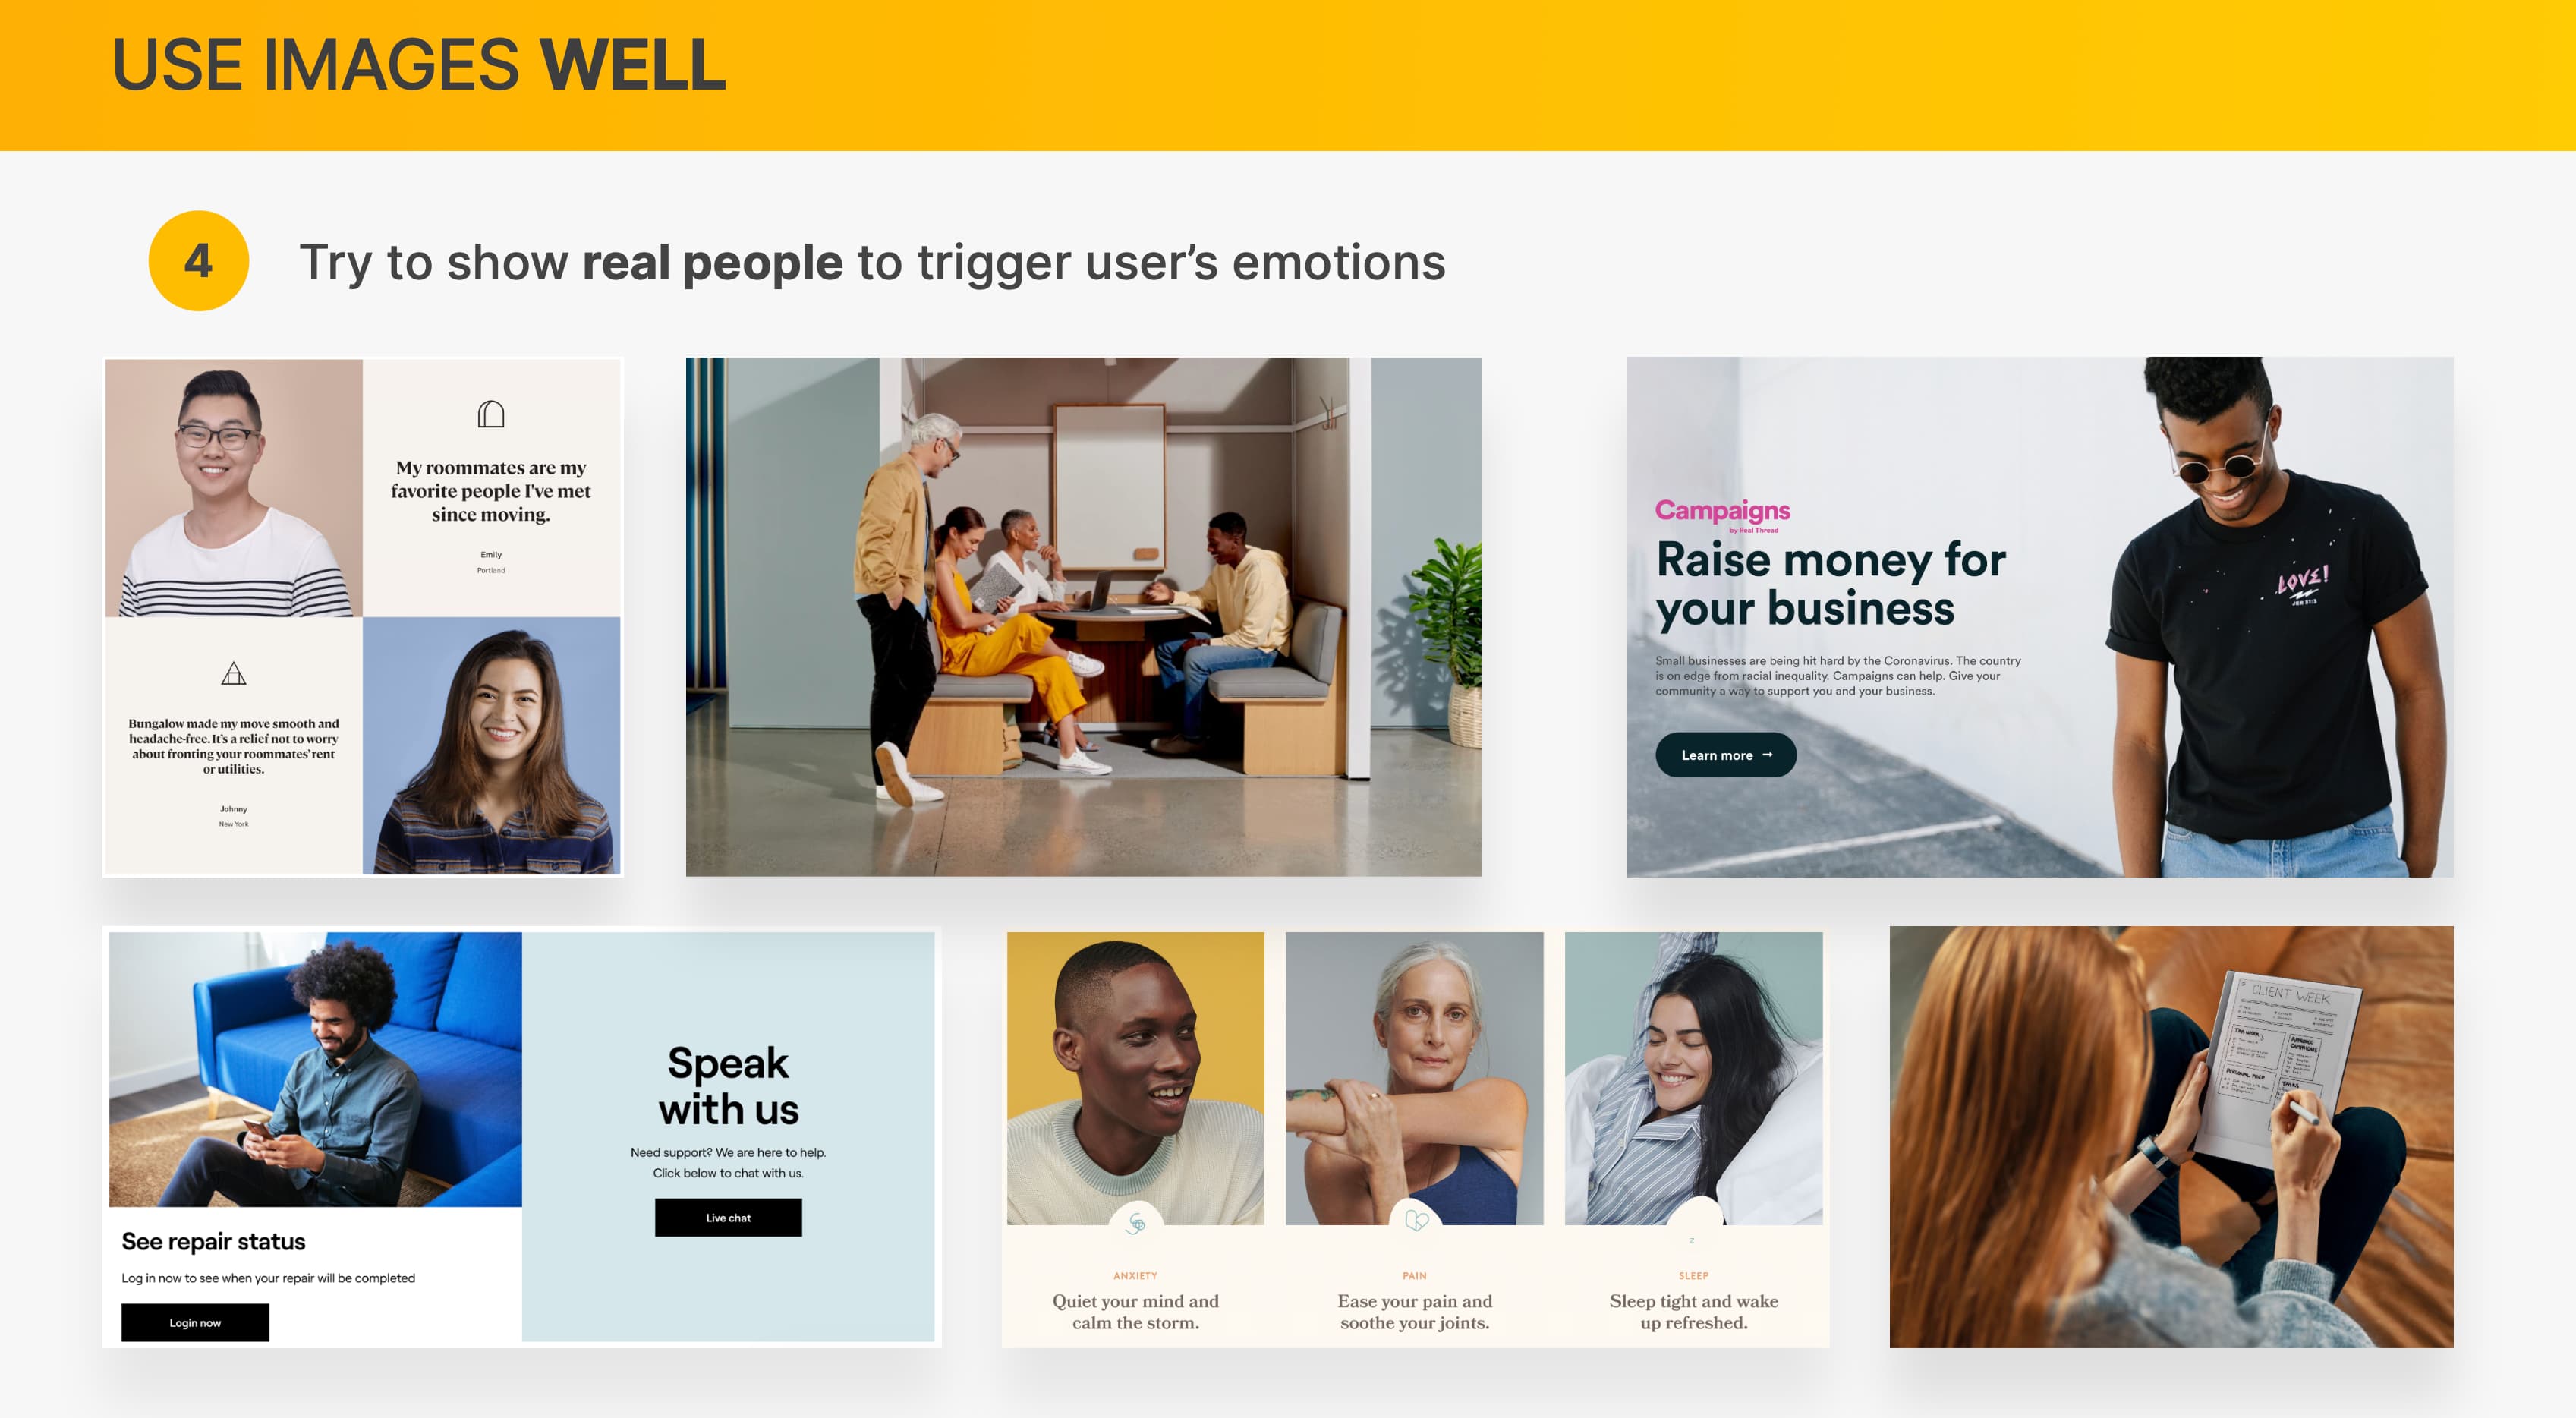 USE IMAGES WELL
4
Try to show real people to trigger user’s emotions
My roommates are my
favorite people I've met
since moving.
Emily
Portland
Bungalow made my move smooth and
headache-free. It's a relief not to worry
about fronting your roommates' rent
or utilities.
Johnny
New York
Campaigns
by Real Thread
Raise money for
your business
Small businesses are being hit hard by the Coronavirus. The country
is on edge from racial inequality. Campaigns can help. Give your
community a way to support you and your business.
Learn more →
LOVE!
See repair status
Log in now to see when your repair will be completed
Login now
Speak
with us
Need support? We are here to help.
Click below to chat with us.
Live chat
z
ANXIETY
Quiet your mind and
calm the storm.
PAIN
Ease your pain and
soothe your joints.
SLEEP
Sleep tight and wake
up refreshed.
CLIENT WEEK
THIS WEEK
APPROVED
CAMPAIGNS
PERSONAL PREP
TALKS